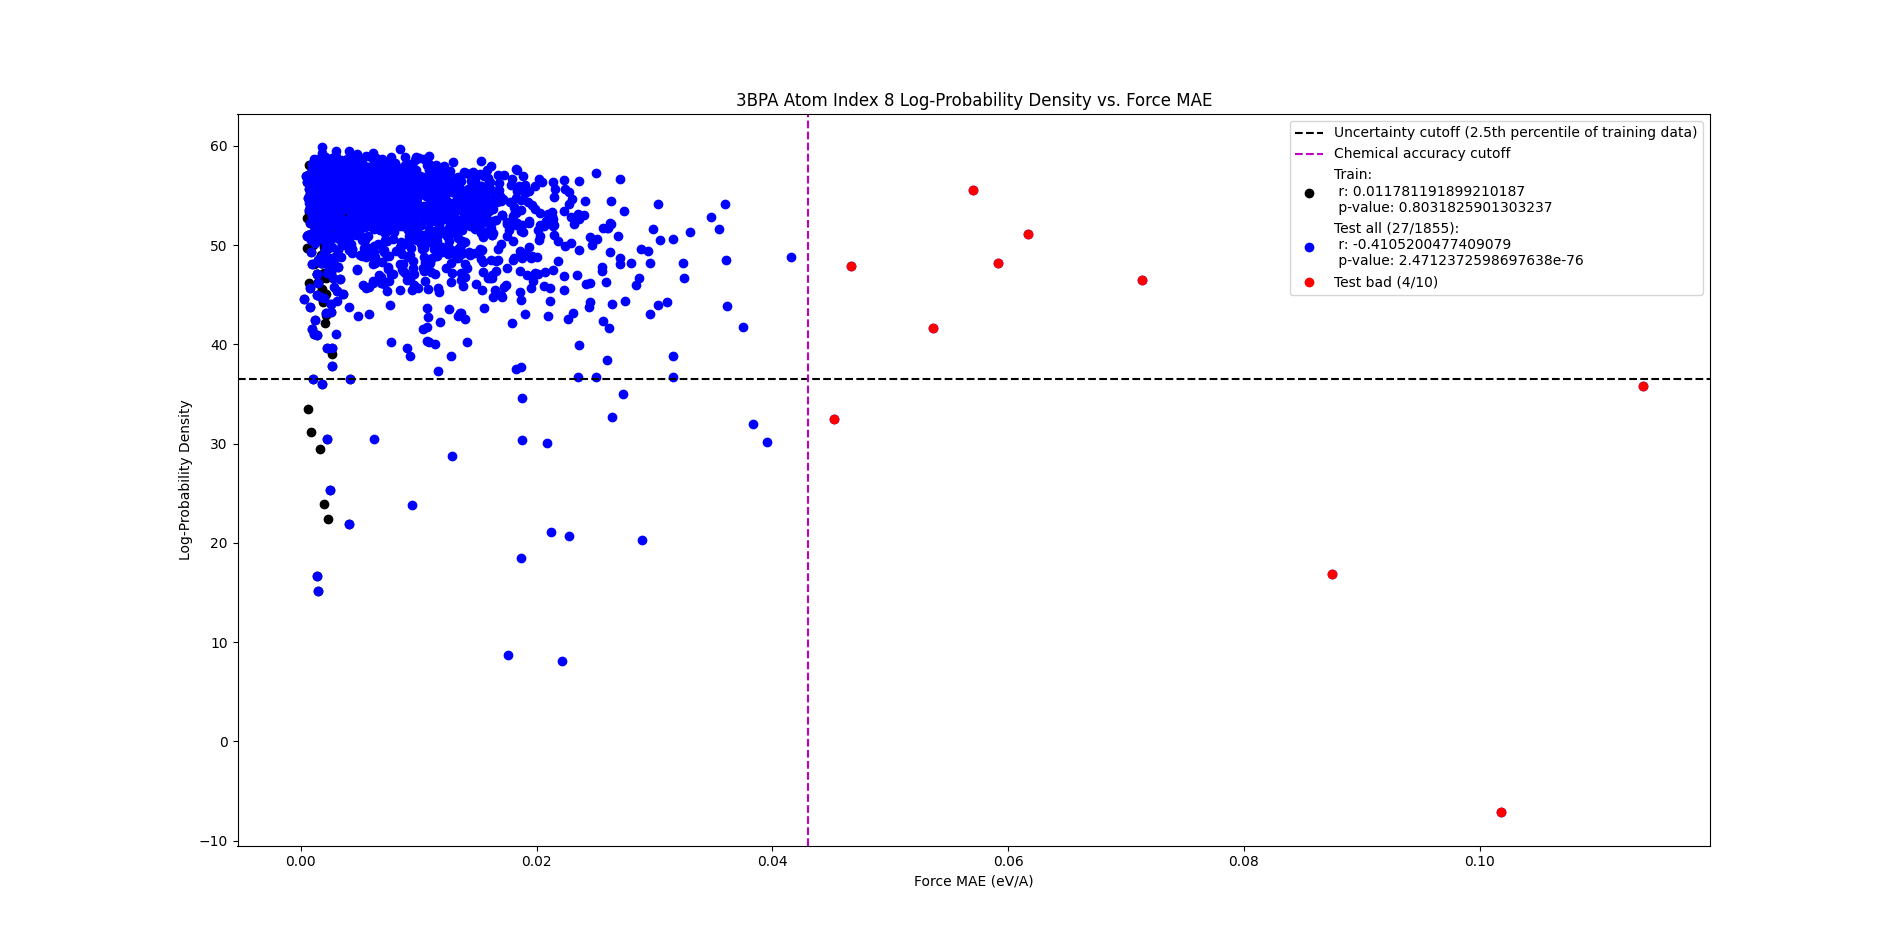 3BPA Atom Index 8 Log-Probability Density vs. Force MAE
Uncertainty cutoff (2.5th percentile of training data)
Chemical accuracy cutoff
Train:
r: 0.011781191899210187
p-value: 0.8031825901303237
Test all (27/1855):
r: -0.4105200477409079
p-value: 2.4712372598697638e-76
Test bad (4/10)
60
50
40
30
20
10
0
−10
Log-Probability Density
0.00
0.02
0.04
0.06
0.08
0.10
Force MAE (eV/A)